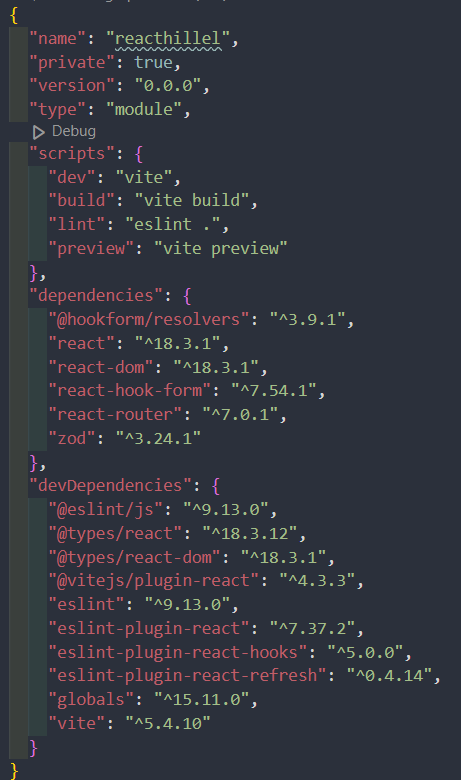 {
"name": "reacthillel",
"private": true,
"version": "0.0.0",
"type": "module",
Debug
"scripts": {
"dev": "vite",
"build": "vite build",
"lint": "eslint .",
"preview": "vite preview"
},
"dependencies": {
"@hookform/resolvers": "^3.9.1",
"react": "^18.3.1",
"react-dom": "^18.3.1",
"react-hook-form": "^7.54.1",
"react-router": "^7.0.1",
"zod": "^3.24.1"
},
"devDependencies": {
"@eslint/js": "^9.13.0",
"@types/react": "^18.3.12",
"@types/react-dom": "^18.3.1",
"@vitejs/plugin-react": "^4.3.3",
"eslint": "^9.13.0",
"eslint-plugin-react": "^7.37.2",
"eslint-plugin-react-hooks": "^5.0.0",
"eslint-plugin-react-refresh": "^0.4.14",
"globals": "^15.11.0",
"vite": "^5.4.10"
}
}